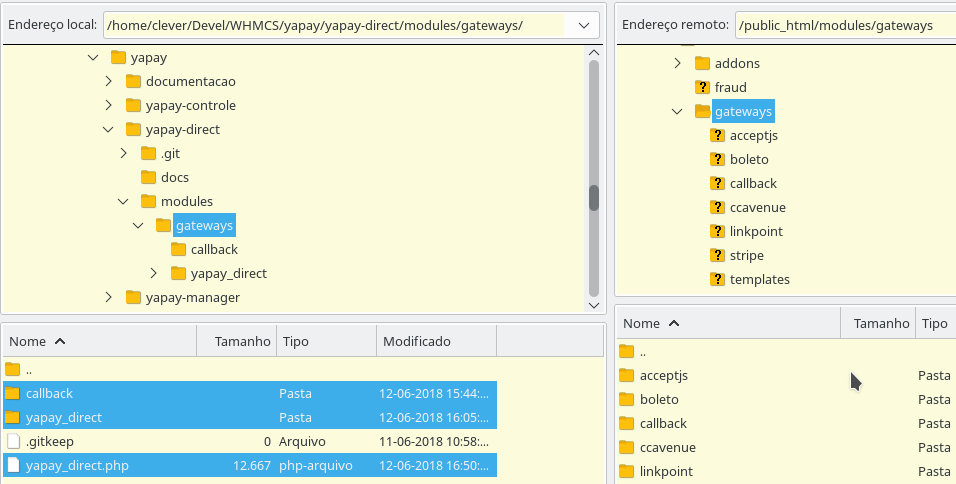 Endereço local: /home/clever/Devel/WHMCS/yapay/yapay-direct/modules/gateways/
yapay
documentacao
yapay-controle
yapay-direct
.git
docs
modules
gateways
callback
yapay_direct
yapay-manager
Nome Tamanho Tipo Modificado
..
callback Pasta 12-06-2018 15:44:...
yapay_direct Pasta 12-06-2018 16:05:...
.gitkeep 0 Arquivo 11-06-2018 10:58:...
yapay_direct.php 12.667 php-arquivo 12-06-2018 16:50:...
Endereço remoto: /public_html/modules/gateways
addons
fraud
gateways
acceptjs
boleto
callback
ccavenue
linkpoint
stripe
templates
Nome Tamanho Tipo
..
acceptjs Pasta
boleto Pasta
callback Pasta
ccavenue Pasta
linkpoint Pasta